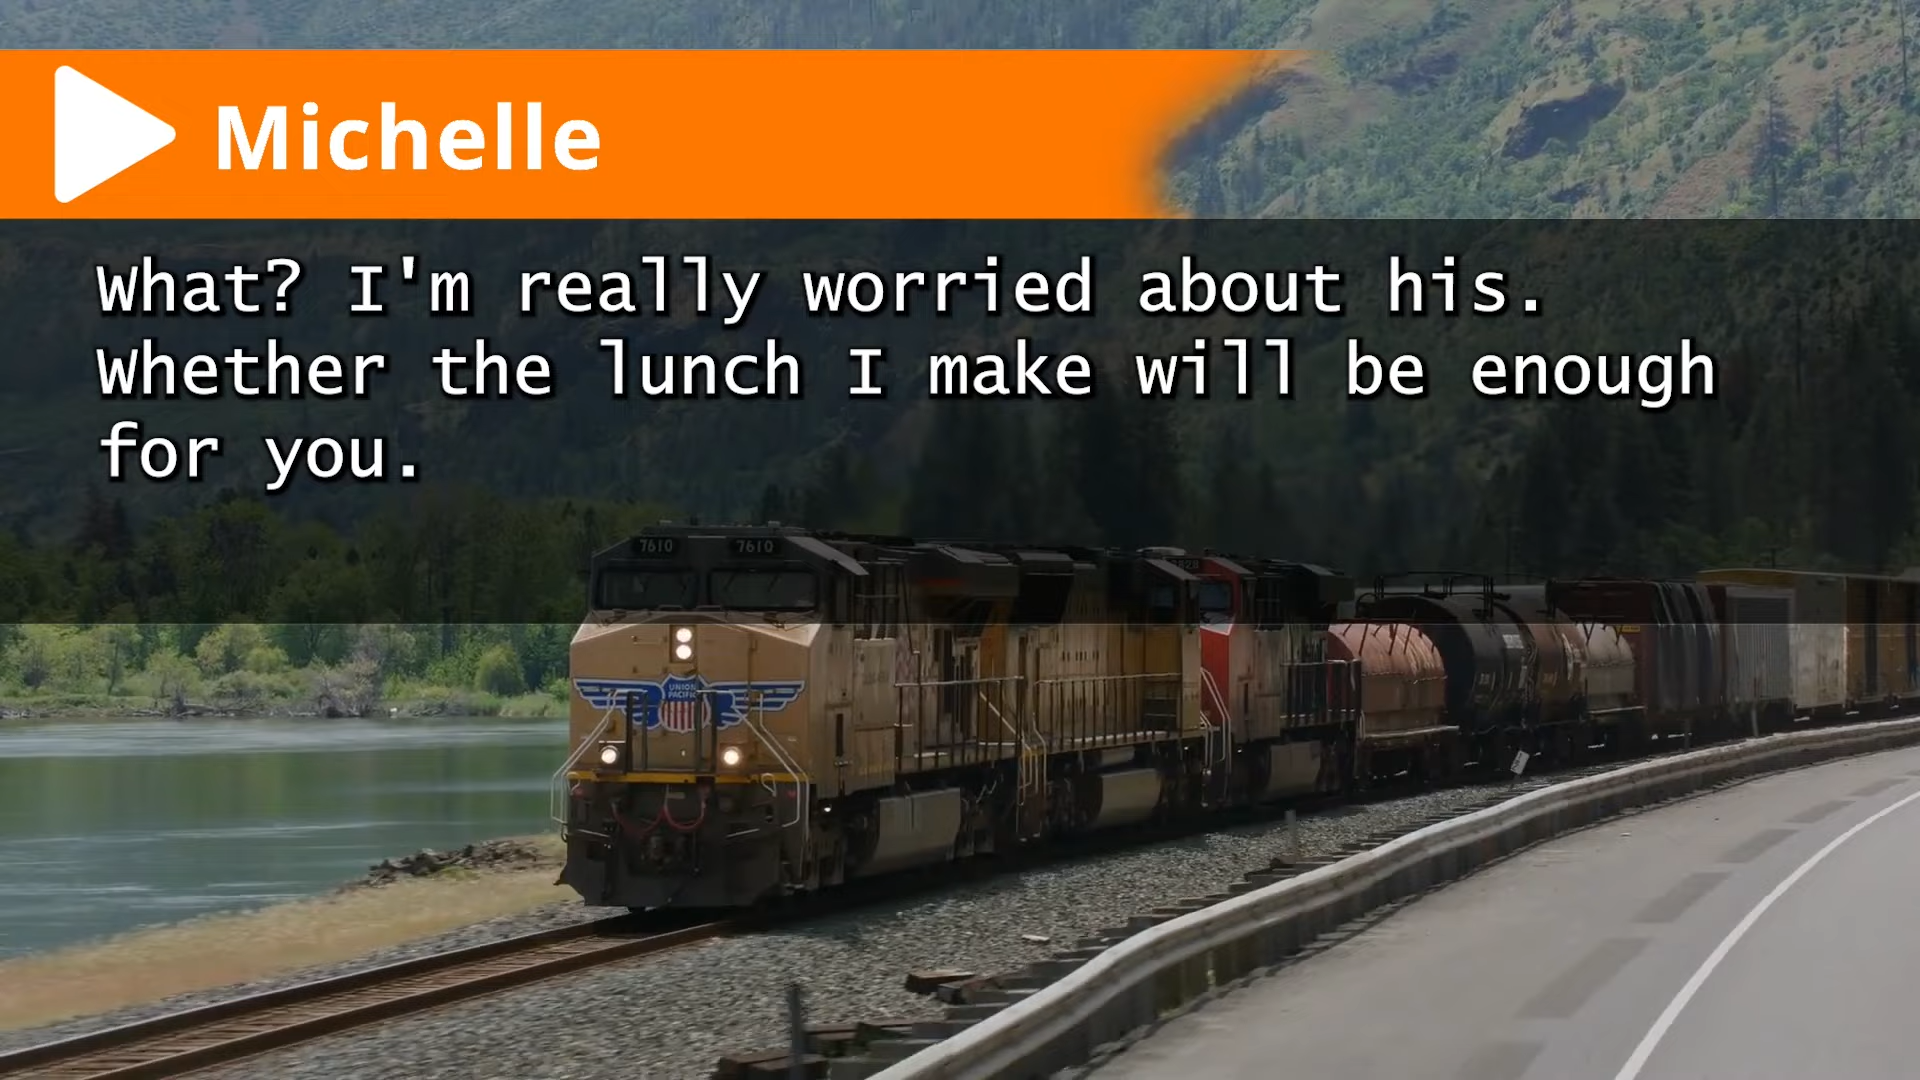 Michelle
What? I'm really worried about his.
Whether the lunch I make will be enough
for you.
7610 7610
UNION
PACIFIC